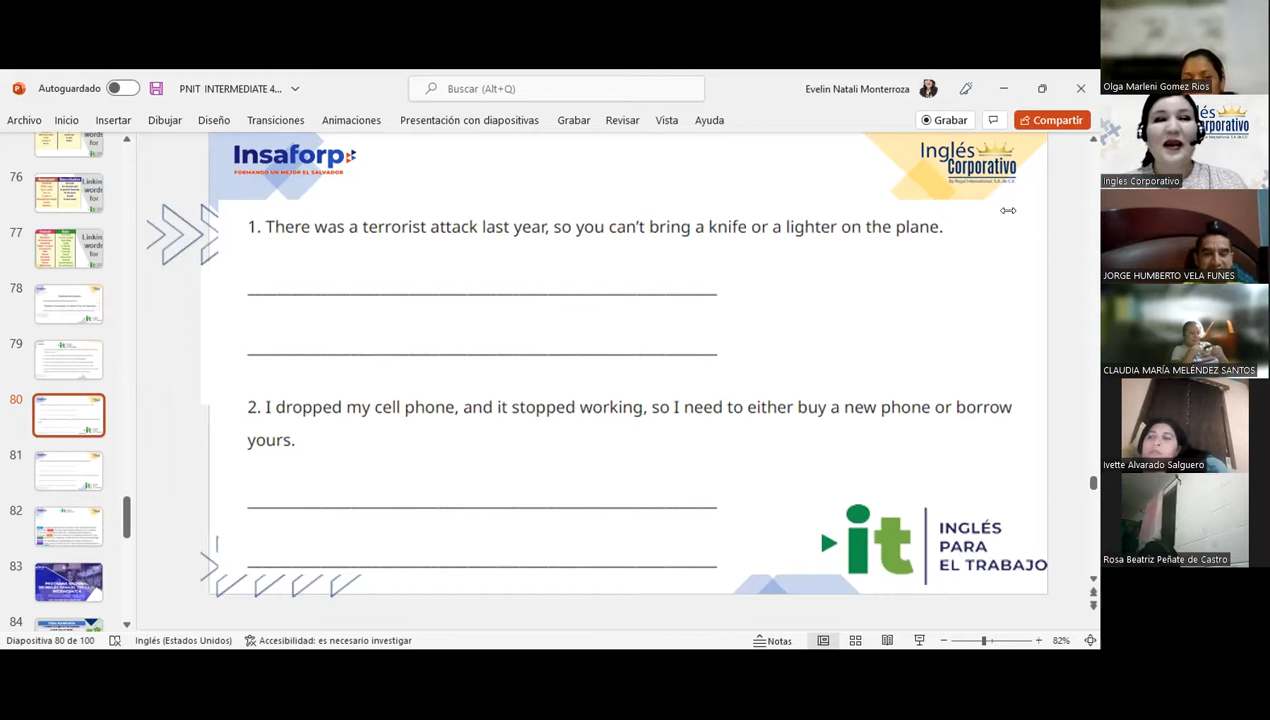 Autoguardado
PNIT INTERMEDIATE 4...
Buscar (Alt+Q)
Evelin Natali Monterroza
Archivo Inicio Insertar Dibujar Diseño Transiciones Animaciones Presentación con diapositivas Grabar Revisar Vista Ayuda
Grabar
Compartir
76
77
78
79
80
81
82
83
84
Insaforp
FORMANDO UN MEJOR EL SALVADOR
Inglés
Corporativo
1. There was a terrorist attack last year, so you can't bring a knife or a lighter on the plane.
2. I dropped my cell phone, and it stopped working, so I need to either buy a new phone or borrow
yours.
it
INGLÉS
PARA
EL TRABAJO
Diapositiva 80 de 100
Inglés (Estados Unidos)
Accesibilidad: es necesario investigar
Notas
82%
Olga Marleni Gomez Rios
Ingles Corporativo
JORGE HUMBERTO VELA FUNES
CLAUDIA MARÍA MELÉNDEZ SANTOS
Ivette Alvarado Salguero
Rosa Beatriz Peñate de Castro